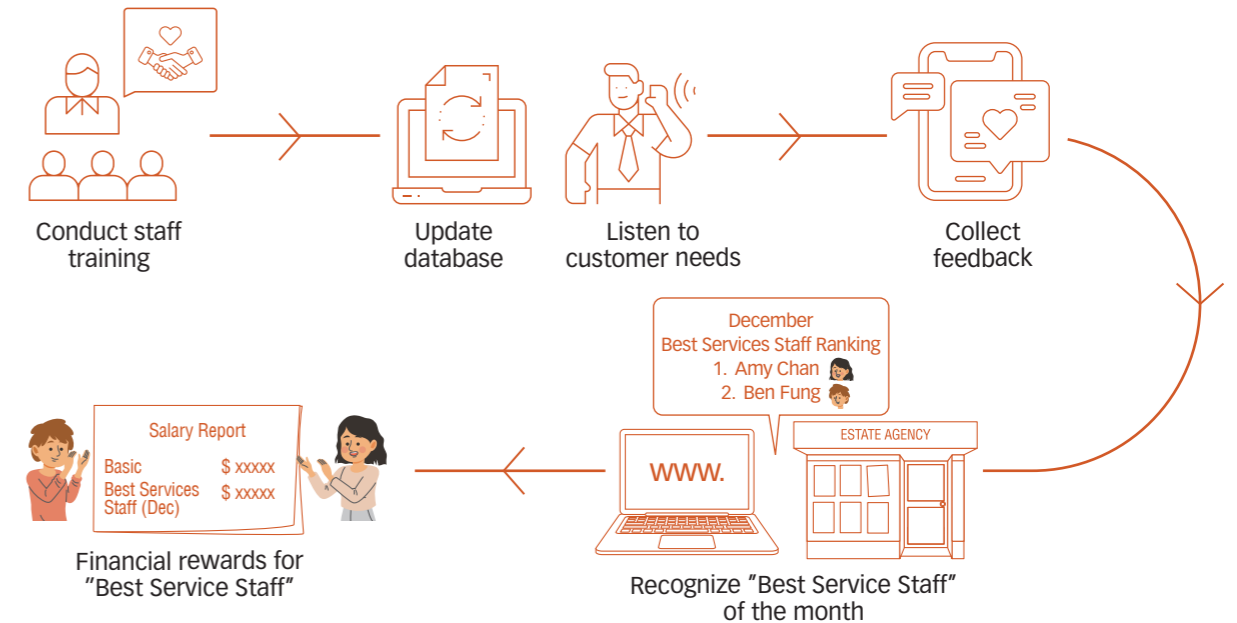 Conduct staff
training
Update
database
Listen to
customer needs
Collect
feedback
December
Best Services Staff Ranking
1. Amy Chan
2. Ben Fung
ESTATE AGENCY
www.
Recognize "Best Service Staff"
of the month
Salary Report
Basic $ xxxxx
Best Services $ xxxxx
Staff (Dec)
Financial rewards for
"Best Service Staff"